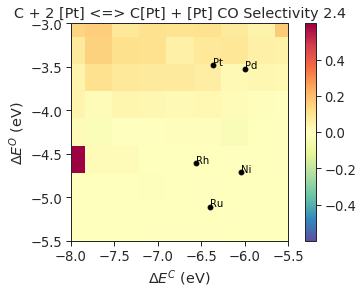 C + 2 [Pt] <=> C[Pt] + [Pt] CO Selectivity 2.4
−3.0
−3.5
−4.0
−4.5
−5.0
−5.5
ΔE^O (eV)
Pt
Pd
Rh
Ni
Ru
−8.0 −7.5 −7.0 −6.5 −6.0 −5.5
ΔE^C (eV)
0.4
0.2
0.0
−0.2
−0.4